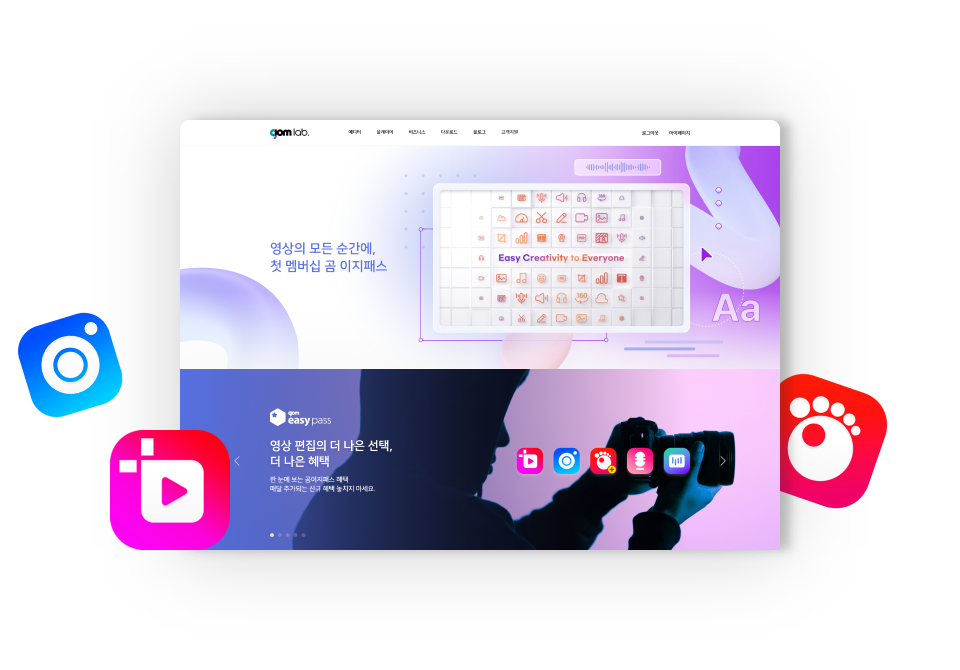 gom lab.
에디터 플레이어 비즈니스 다운로드 블로그 고객지원
로그아웃 마이페이지
영상의 모든 순간에,
첫 멤버십 곰 이지패스
Easy Creativity to Everyone
360
Aa
gom
easy pass
영상 편집의 더 나은 선택,
더 나은 혜택
한 눈에 보는 곰이지패스 혜택
매달 추가되는 신규 혜택 놓치지 마세요.